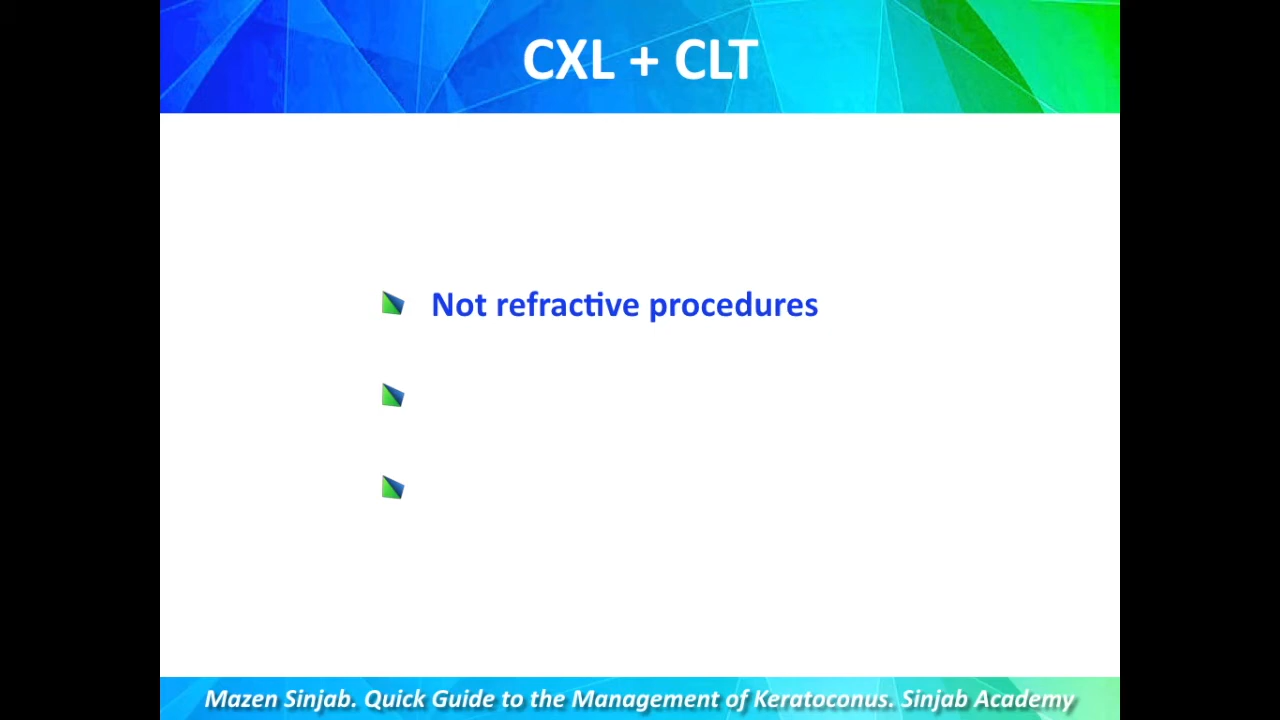 CXL + CLT
Not refractive procedures
Mazen Sinjab. Quick Guide to the Management of Keratoconus. Sinjab Academy